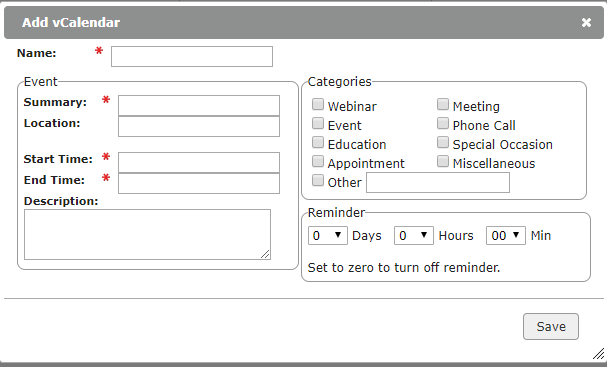 Add vCalendar ×
Name: *
Event
Summary: *
Location:
Start Time: *
End Time: *
Description:
Categories
Webinar Meeting
Event Phone Call
Education Special Occasion
Appointment Miscellaneous
Other
Reminder
0 Days 0 Hours 00 Min
Set to zero to turn off reminder.
Save